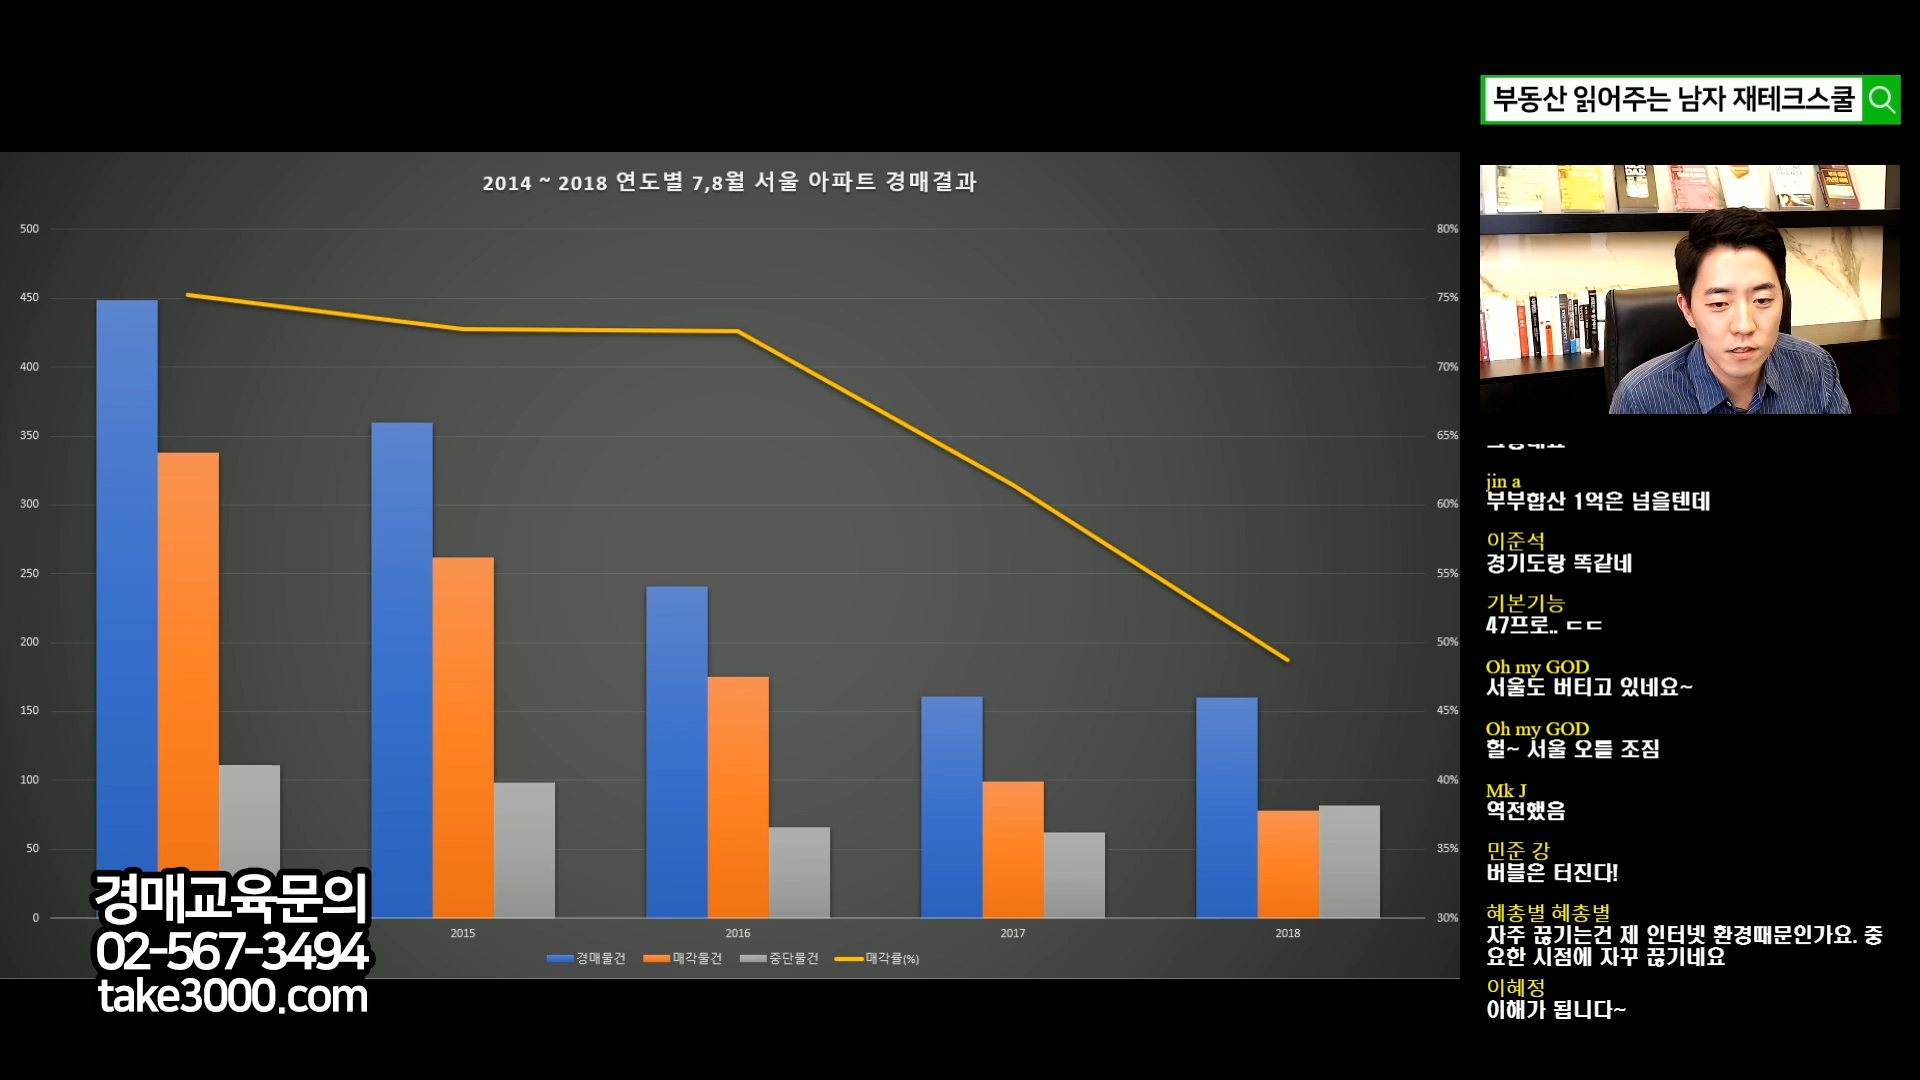 부동산 읽어주는 남자 재테크스쿨
2014 ~ 2018 연도별 7,8월 서울 아파트 경매결과
500
450
400
350
300
250
200
150
100
50
0
80%
75%
70%
65%
60%
55%
50%
45%
40%
35%
30%
2015
2016
2017
2018
경매물건
매각물건
중단물건
매각률(%)
경매교육문의
02-567-3494
take3000.com
DAD
jin a
부부합산 1억은 넘을텐데
이준석
경기도랑 똑같네
기본기능
47프로.. ㄷㄷ
Oh my GOD
서울도 버티고 있네요~
Oh my GOD
헐~ 서울 오를 조짐
Mk J
역전했음
민준 강
버블은 터진다!
혜총별 혜총별
자주 끊기는건 제 인터넷 환경때문인가요. 중
요한 시점에 자꾸 끊기네요
이혜정
이해가 됩니다~